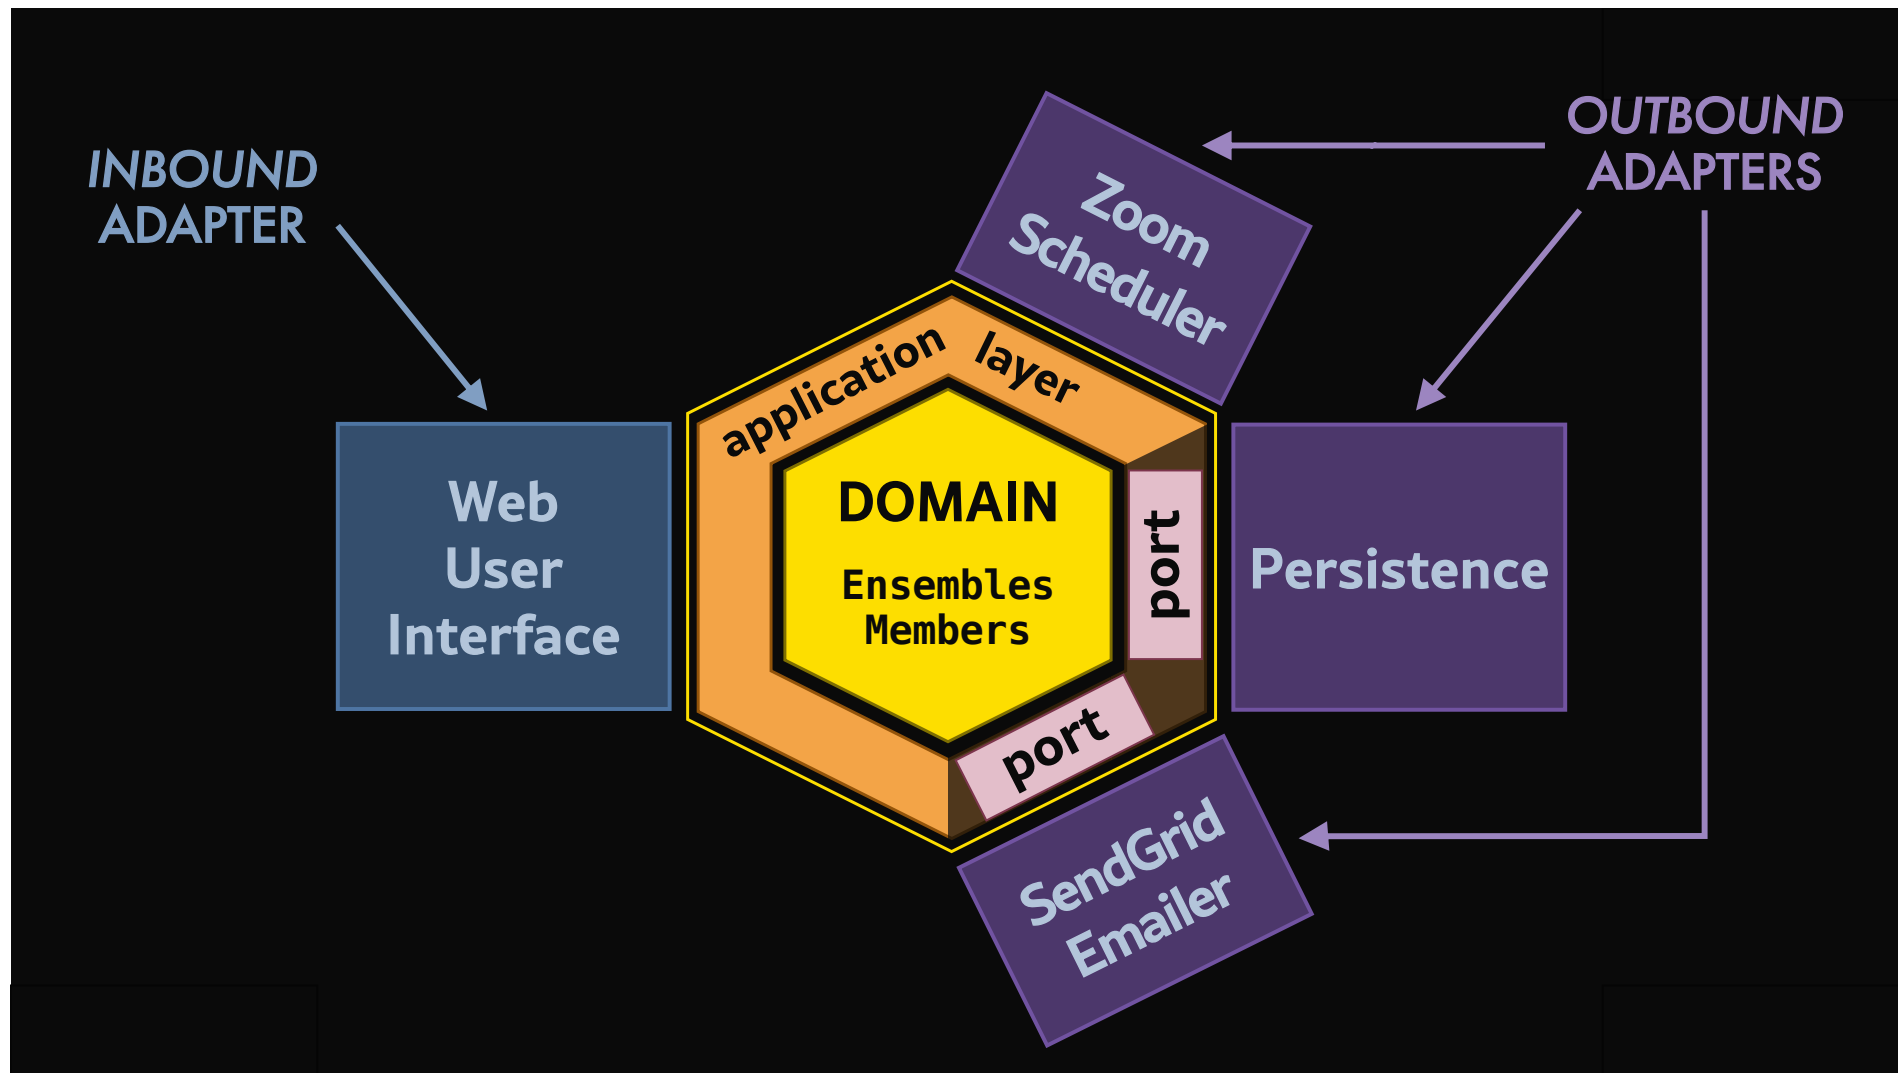 INBOUND
ADAPTER
OUTBOUND
ADAPTERS
Zoom
Scheduler
application layer
Web
User
Interface
DOMAIN
Ensembles
Members
port
Persistence
port
SendGrid
Emailer